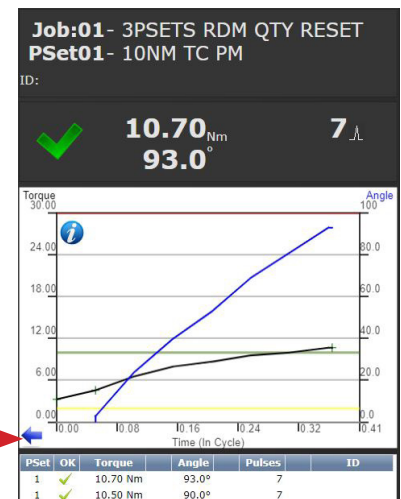 Job:01- 3PSETS RDM QTY RESET
PSet01- 10NM TC PM
ID:
10.70 Nm 7
93.0°
Torque Angle
30.00 100
24.00 80.0
18.00 60.0
12.00 40.0
6.00 20.0
0.00 0.0
0.00 0.08 0.16 0.24 0.32 0.41
Time (In Cycle)
PSet OK Torque Angle Pulses ID
1 10.70 Nm 93.0° 7
1 10.50 Nm 90.0° 7